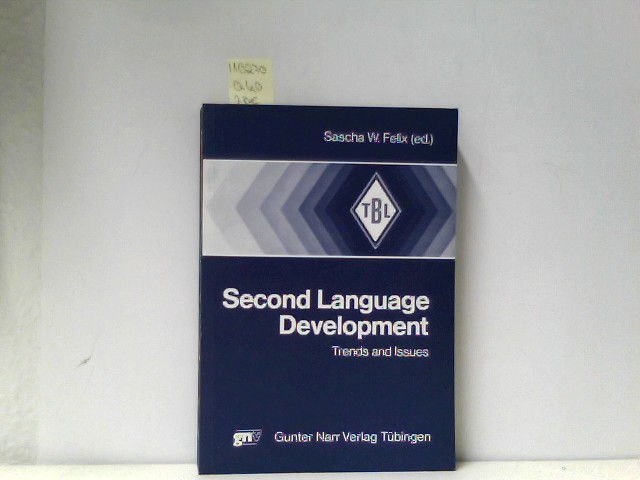 Sascha W. Felix (ed.)
TBL
Second Language
Development
Trends and Issues
gnv Gunter Narr Verlag Tübingen